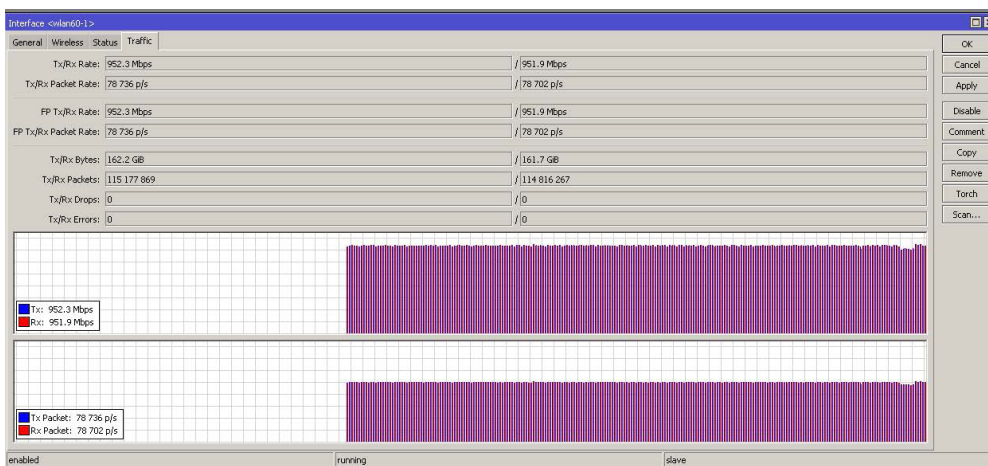 Interface <wlan60-1>
General Wireless Status Traffic
OK
Tx/Rx Rate: 952.3 Mbps / 951.9 Mbps
Cancel
Tx/Rx Packet Rate: 78 736 p/s / 78 702 p/s
Apply
FP Tx/Rx Rate: 952.3 Mbps / 951.9 Mbps
Disable
FP Tx/Rx Packet Rate: 78 736 p/s / 78 702 p/s
Comment
Copy
Tx/Rx Bytes: 162.2 GiB / 161.7 GiB
Remove
Tx/Rx Packets: 115 177 869 / 114 816 267
Torch
Tx/Rx Drops: 0 / 0
Scan...
Tx/Rx Errors: 0 / 0
Tx: 952.3 Mbps
Rx: 951.9 Mbps
Tx Packet: 78 736 p/s
Rx Packet: 78 702 p/s
enabled running slave